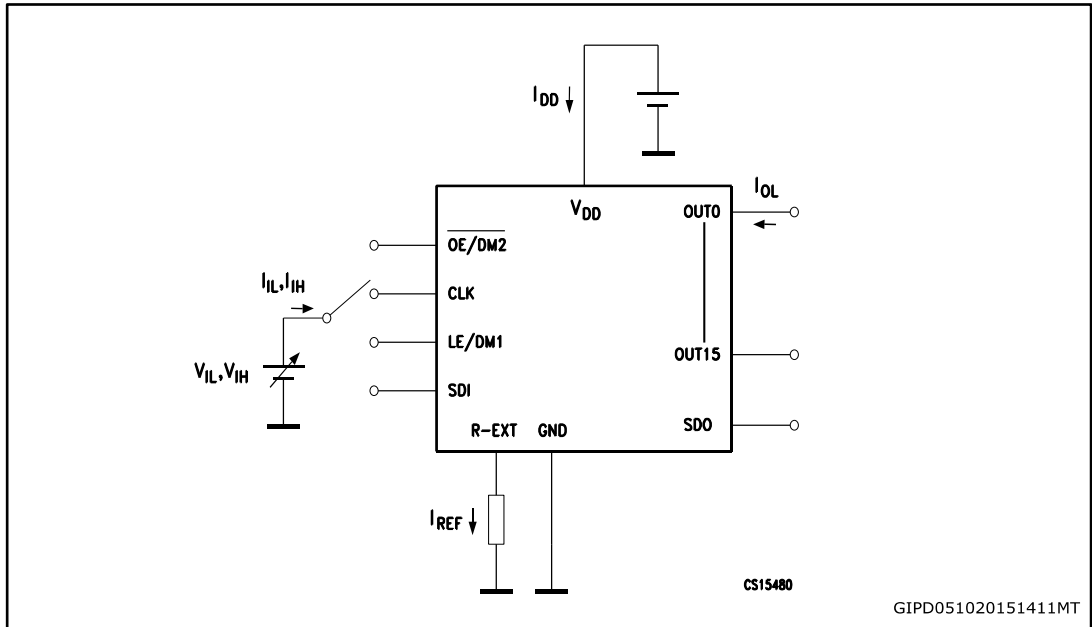 I_DD
V_DD
I_OL
OUT0
OE/DM2
I_IL,I_IH
CLK
LE/DM1
OUT15
V_IL,V_IH
SDI
SDO
R-EXT GND
I_REF
CS15480
GIPD051020151411MT